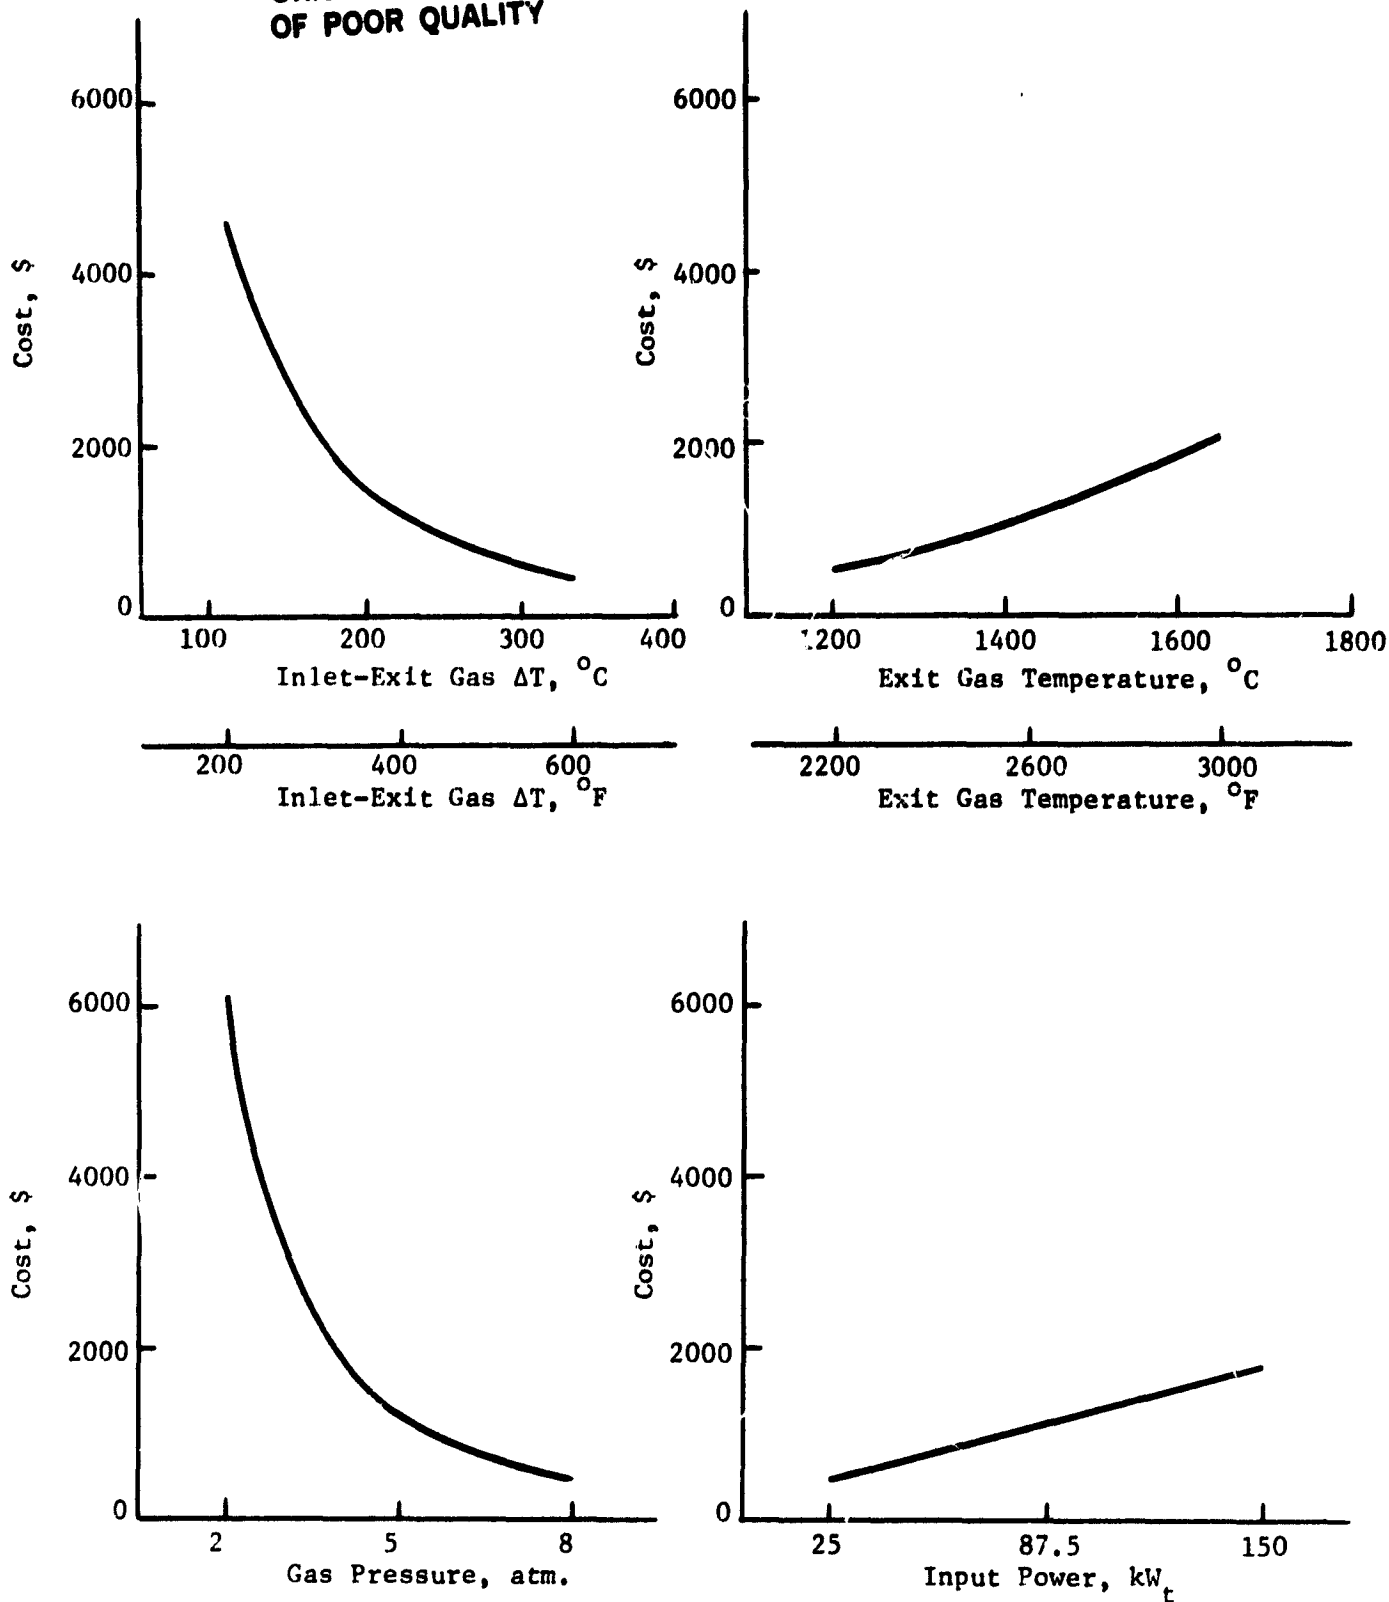 OF POOR QUALITY
6000
4000
2000
0
Cost, $
100 200 300 400
Inlet-Exit Gas ΔT, °C
200 400 600
Inlet-Exit Gas ΔT, °F
6000
4000
2000
0
Cost, $
1200 1400 1600 1800
Exit Gas Temperature, °C
2200 2600 3000
Exit Gas Temperature, °F
6000
4000
2000
0
Cost, $
2 5 8
Gas Pressure, atm.
6000
4000
2000
0
Cost, $
25 87.5 150
Input Power, kWt